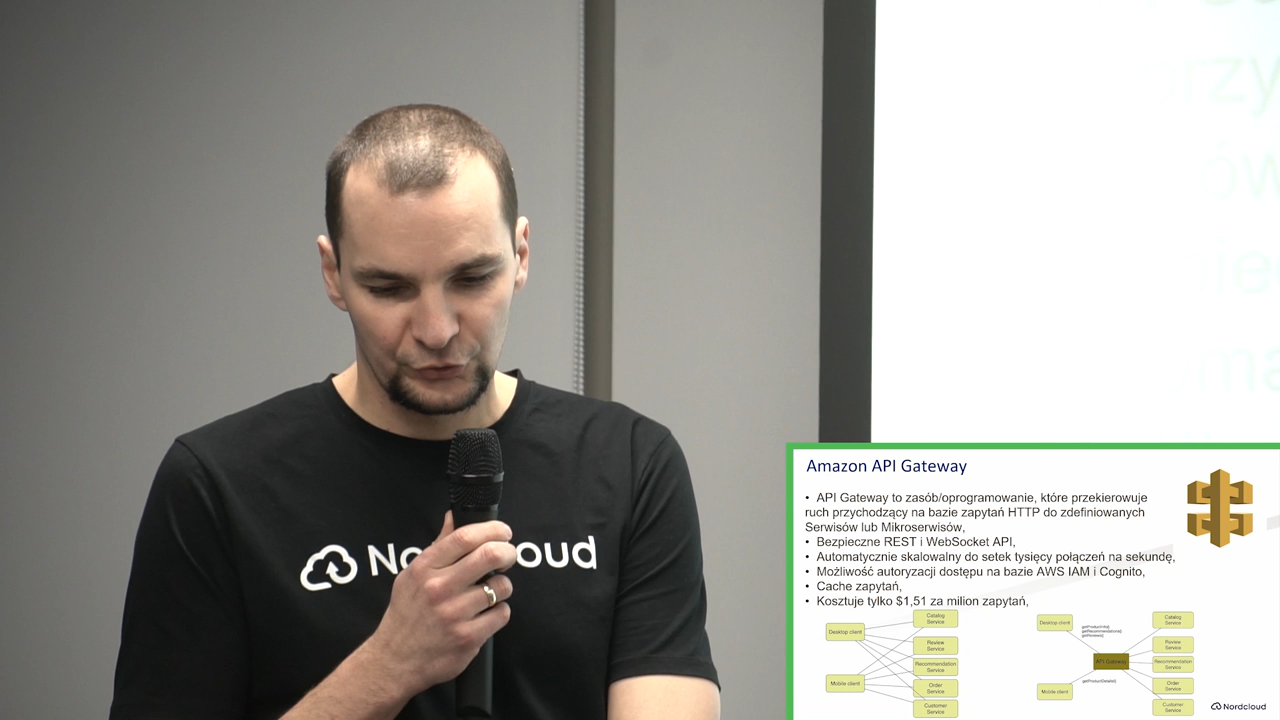 Nordcloud
Amazon API Gateway
• API Gateway to zasób/oprogramowanie, które przekierowuje
ruch przychodzący na bazie zapytań HTTP do zdefiniowanych
Serwisów lub Mikroserwisów,
• Bezpieczne REST i WebSocket API,
• Automatycznie skalowalny do setek tysięcy połączeń na sekundę,
• Możliwość autoryzacji dostępu na bazie AWS IAM i Cognito,
• Cache zapytań,
• Kosztuje tylko $1,51 za milion zapytań,
Desktop client
Mobile client
Catalog
Service
Review
Service
Recommendation
Service
Order
Service
Customer
Service
Desktop client
Mobile client
getProductInfo()
getRecommendations()
getReviews()
getProductDetails()
API Gateway
Catalog
Service
Review
Service
Recommendation
Service
Order
Service
Customer
Service
Nordcloud